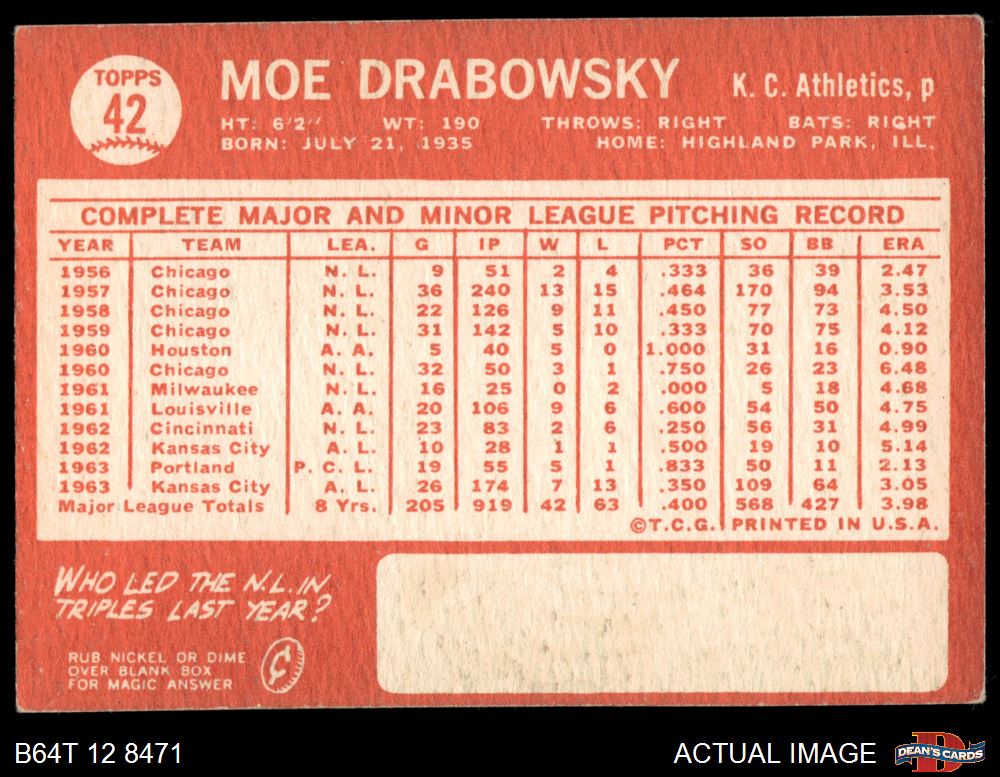 TOPPS
42
MOE DRABOWSKY K. C. Athletics, p
HT: 6'2" WT: 190 THROWS: RIGHT BATS: RIGHT
BORN: JULY 21, 1935 HOME: HIGHLAND PARK, ILL.
COMPLETE MAJOR AND MINOR LEAGUE PITCHING RECORD
YEAR TEAM LEA. G IP W L PCT SO BB ERA
1956 Chicago N. L. 9 51 2 4 .333 36 39 2.47
1957 Chicago N. L. 36 240 13 15 .464 170 94 3.53
1958 Chicago N. L. 22 126 9 11 .450 77 73 4.50
1959 Chicago N. L. 31 142 5 10 .333 70 75 4.12
1960 Houston A. A. 5 40 5 0 1.000 31 16 0.90
1960 Chicago N. L. 32 50 3 1 .750 26 23 6.48
1961 Milwaukee N. L. 16 25 0 2 .000 5 18 4.68
1961 Louisville A. A. 20 106 9 6 .600 54 50 4.75
1962 Cincinnati N. L. 23 83 2 6 .250 56 31 4.99
1962 Kansas City A. L. 10 28 1 1 .500 19 10 5.14
1963 Portland P. C. L. 19 55 5 1 .833 50 11 2.13
1963 Kansas City A. L. 26 174 7 13 .350 109 64 3.05
Major League Totals 8 Yrs. 205 919 42 63 .400 568 427 3.98
©T.C.G. PRINTED IN U.S.A.
WHO LED THE N.L. IN
TRIPLES LAST YEAR?
RUB NICKEL OR DIME
OVER BLANK BOX
FOR MAGIC ANSWER
¢
B64T 12 8471 ACTUAL IMAGE
D
DEAN'S CARDS